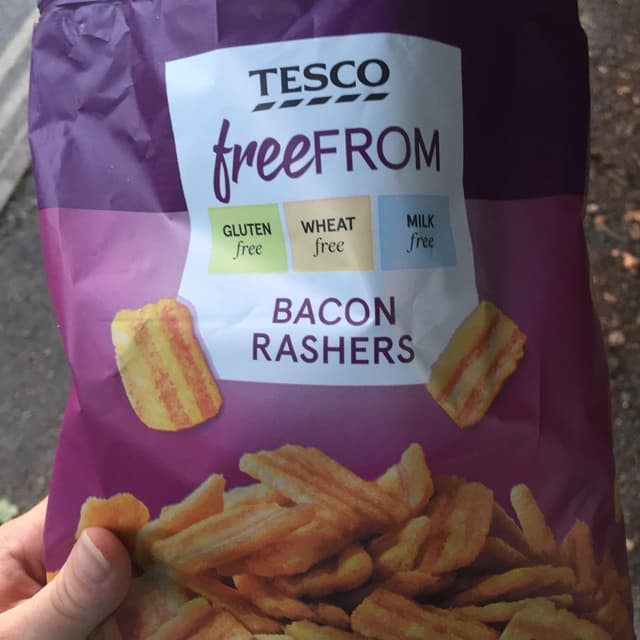 TESCO
freeFROM
GLUTEN free
WHEAT free
MILK free
BACON
RASHERS